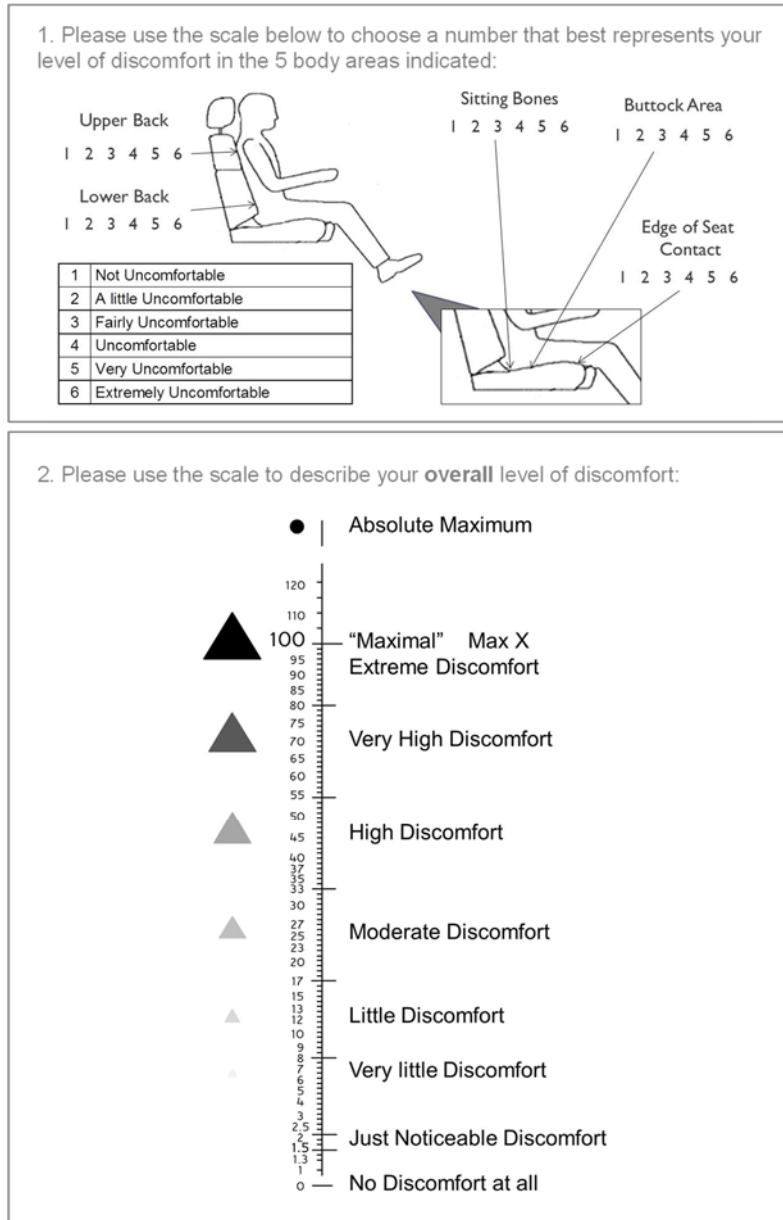 1. Please use the scale below to choose a number that best represents your
level of discomfort in the 5 body areas indicated:
Upper Back
1 2 3 4 5 6
Lower Back
1 2 3 4 5 6
Sitting Bones
1 2 3 4 5 6
Buttock Area
1 2 3 4 5 6
Edge of Seat
Contact
1 2 3 4 5 6
1 Not Uncomfortable
2 A little Uncomfortable
3 Fairly Uncomfortable
4 Uncomfortable
5 Very Uncomfortable
6 Extremely Uncomfortable
2. Please use the scale to describe your overall level of discomfort:
Absolute Maximum
120
110
100 “Maximal” Max X
95 Extreme Discomfort
90
85
80
75
70 Very High Discomfort
65
60
55
50
45 High Discomfort
40
37
35
33
30
27
25 Moderate Discomfort
23
20
17
15
13
12 Little Discomfort
10
9
8
7 Very little Discomfort
6
5
4
3
2.5
2 Just Noticeable Discomfort
1.5
1.3
1
0 No Discomfort at all